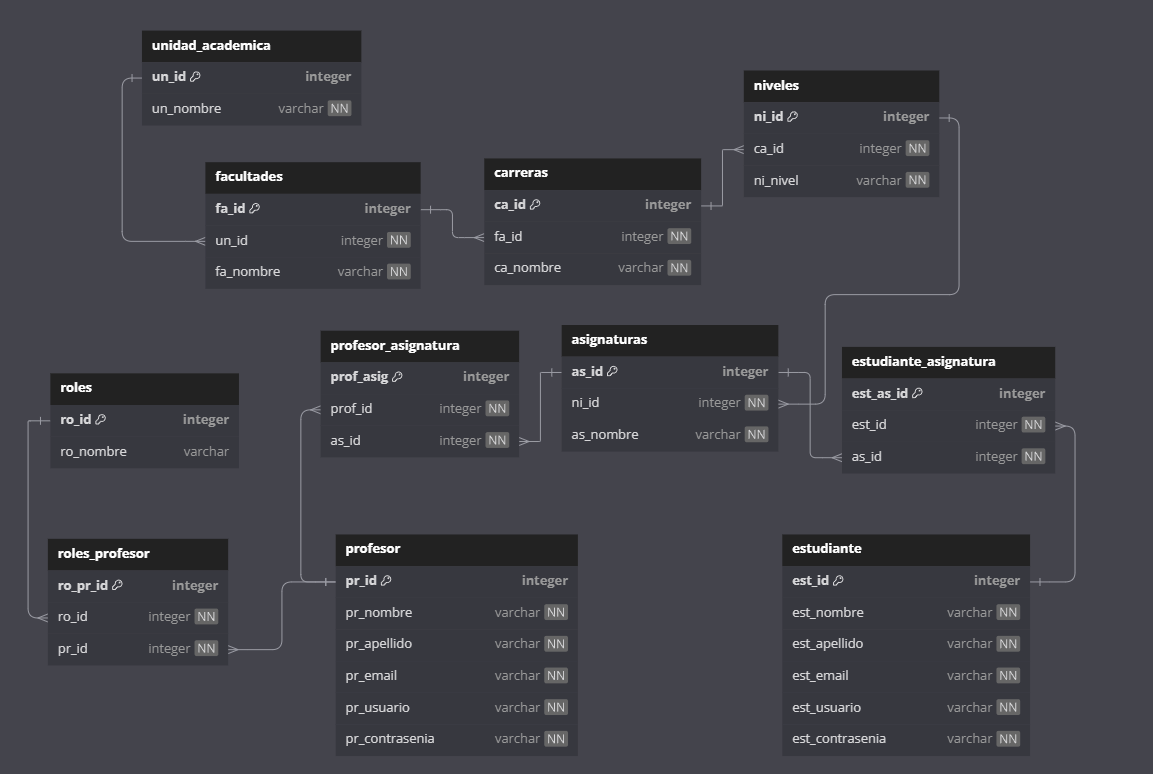 unidad_academica
un_id integer
un_nombre varchar NN
niveles
ni_id integer
ca_id integer NN
ni_nivel varchar NN
facultades
fa_id integer
un_id integer NN
fa_nombre varchar NN
carreras
ca_id integer
fa_id integer NN
ca_nombre varchar NN
profesor_asignatura
prof_asig integer
prof_id integer NN
as_id integer NN
asignaturas
as_id integer
ni_id integer NN
as_nombre varchar NN
estudiante_asignatura
est_as_id integer
est_id integer NN
as_id integer NN
roles
ro_id integer
ro_nombre varchar
roles_profesor
ro_pr_id integer
ro_id integer NN
pr_id integer NN
profesor
pr_id integer
pr_nombre varchar NN
pr_apellido varchar NN
pr_email varchar NN
pr_usuario varchar NN
pr_contrasenia varchar NN
estudiante
est_id integer
est_nombre varchar NN
est_apellido varchar NN
est_email varchar NN
est_usuario varchar NN
est_contrasenia varchar NN